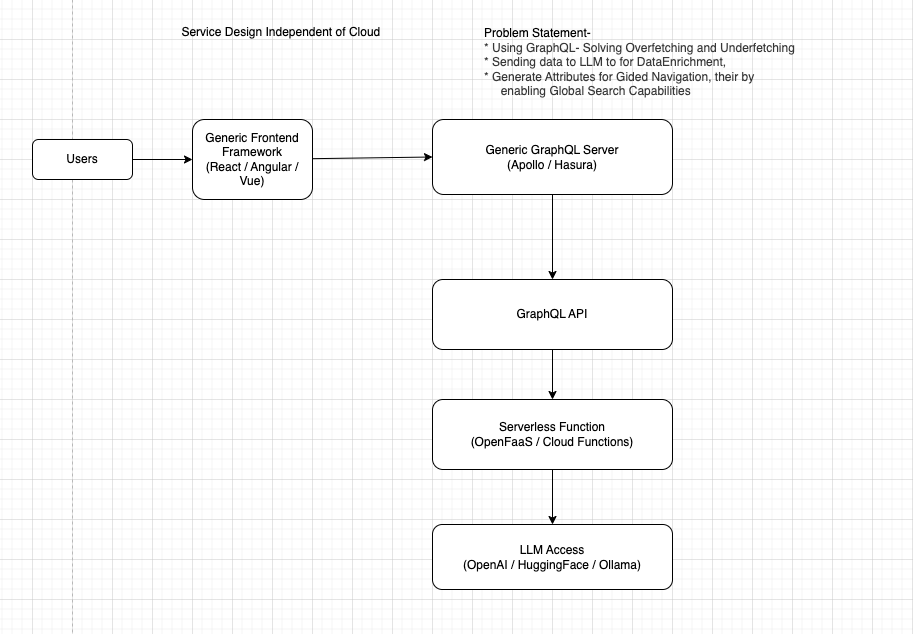 Service Design Independent of Cloud
Problem Statement-
* Using GraphQL- Solving Overfetching and Underfetching
* Sending data to LLM to for DataEnrichment,
* Generate Attributes for Gided Navigation, their by
enabling Global Search Capabilities
Users
Generic Frontend
Framework
(React / Angular /
Vue)
Generic GraphQL Server
(Apollo / Hasura)
GraphQL API
Serverless Function
(OpenFaaS / Cloud Functions)
LLM Access
(OpenAI / HuggingFace / Ollama)